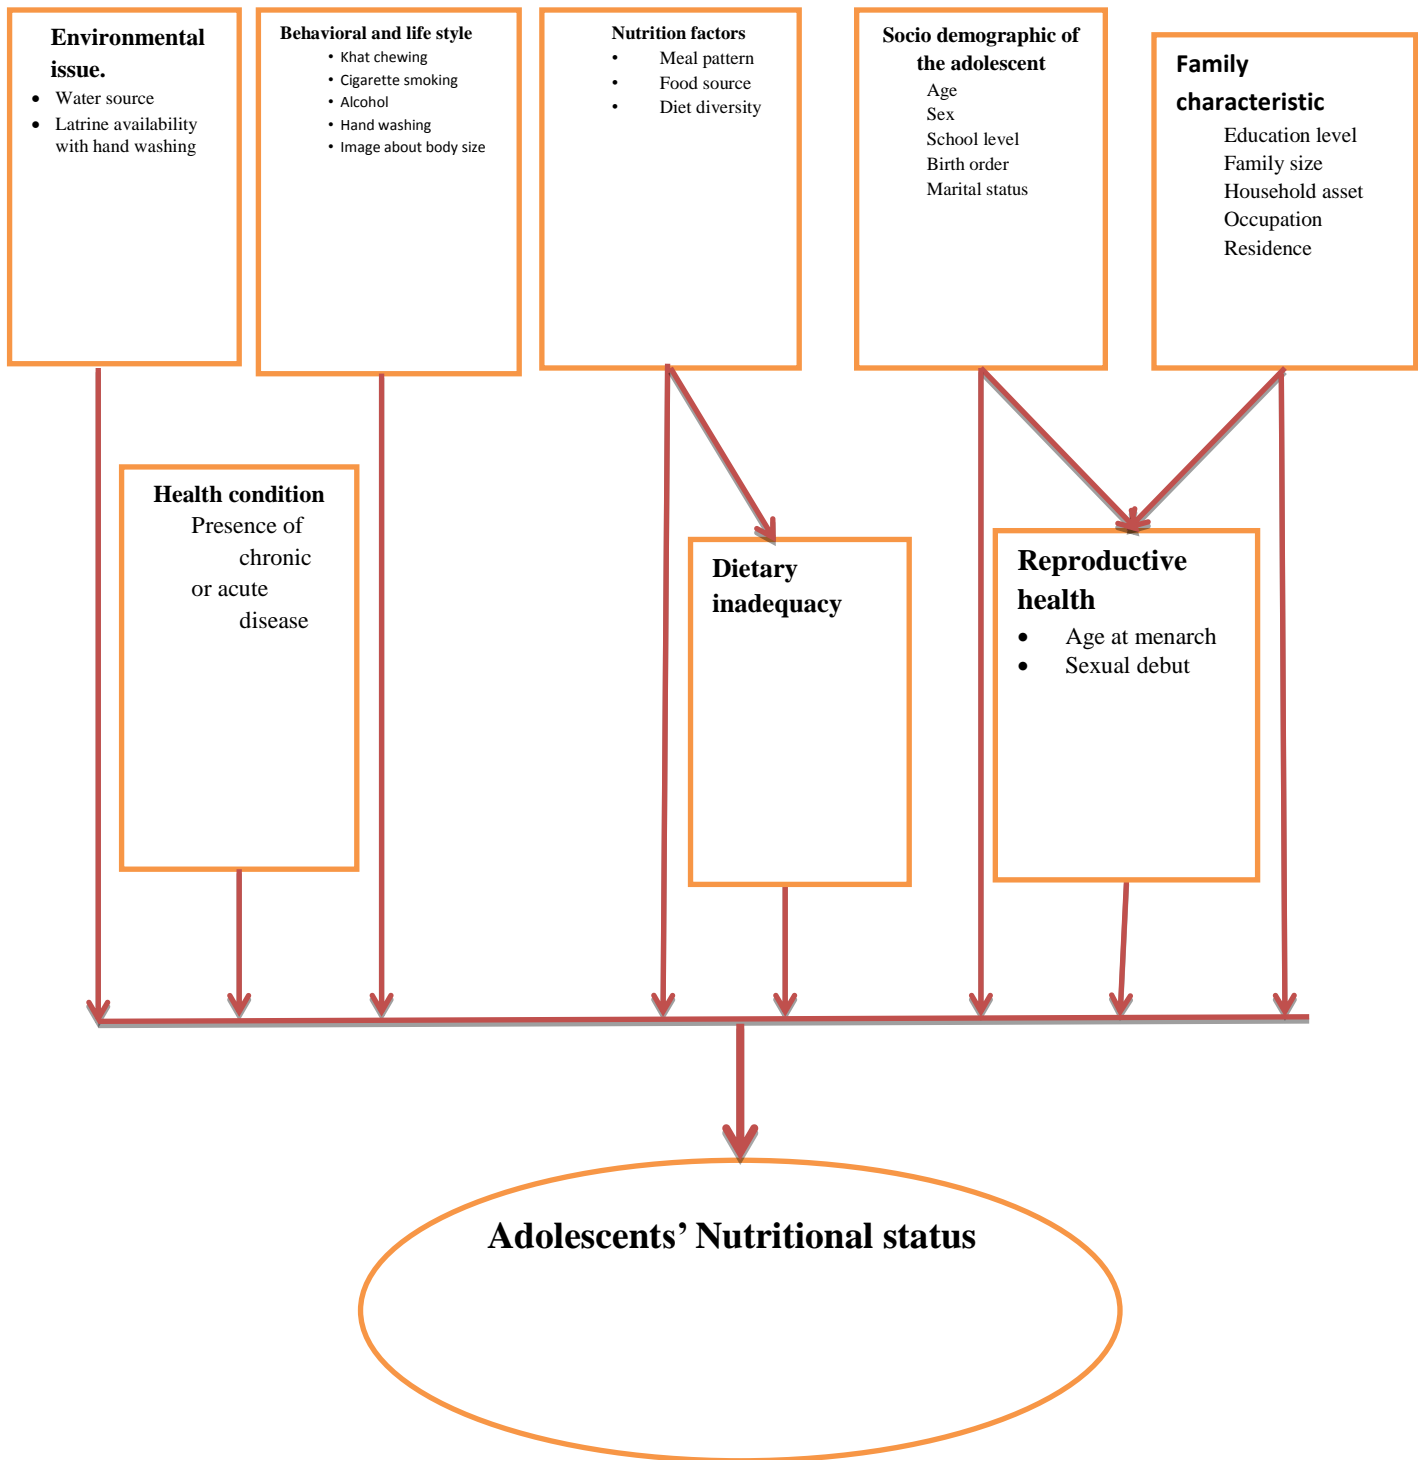 Environmental
issue.
• Water source
• Latrine availability
with hand washing
Behavioral and life style
• Khat chewing
• Cigarette smoking
• Alcohol
• Hand washing
• Image about body size
Nutrition factors
• Meal pattern
• Food source
• Diet diversity
Socio demographic of
the adolescent
Age
Sex
School level
Birth order
Marital status
Family
characteristic
Education level
Family size
Household asset
Occupation
Residence
Health condition
Presence of
chronic
or acute
disease
Dietary
inadequacy
Reproductive
health
• Age at menarch
• Sexual debut
Adolescents’ Nutritional status